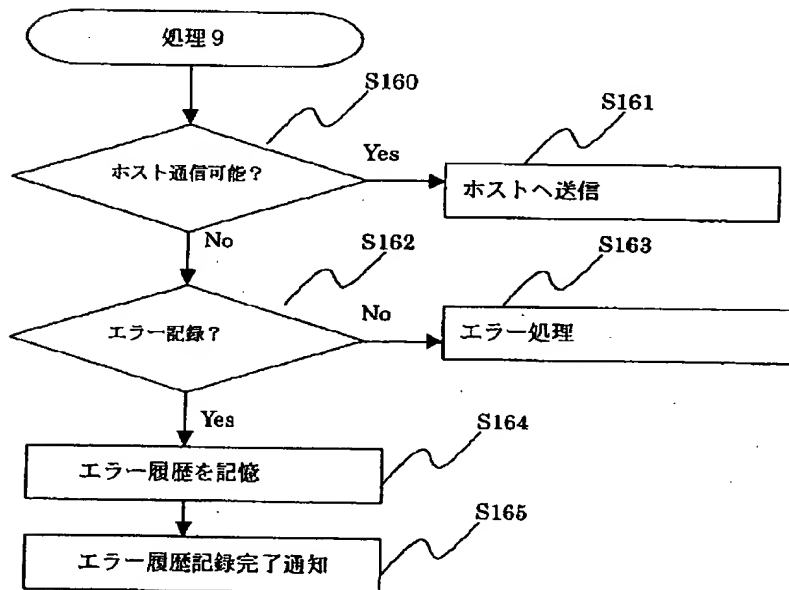 処理９
S160
S161
ホスト通信可能？
Yes
ホストへ送信
No
S162
S163
エラー記録？
No
エラー処理
Yes
S164
エラー履歴を記憶
S165
エラー履歴記録完了通知